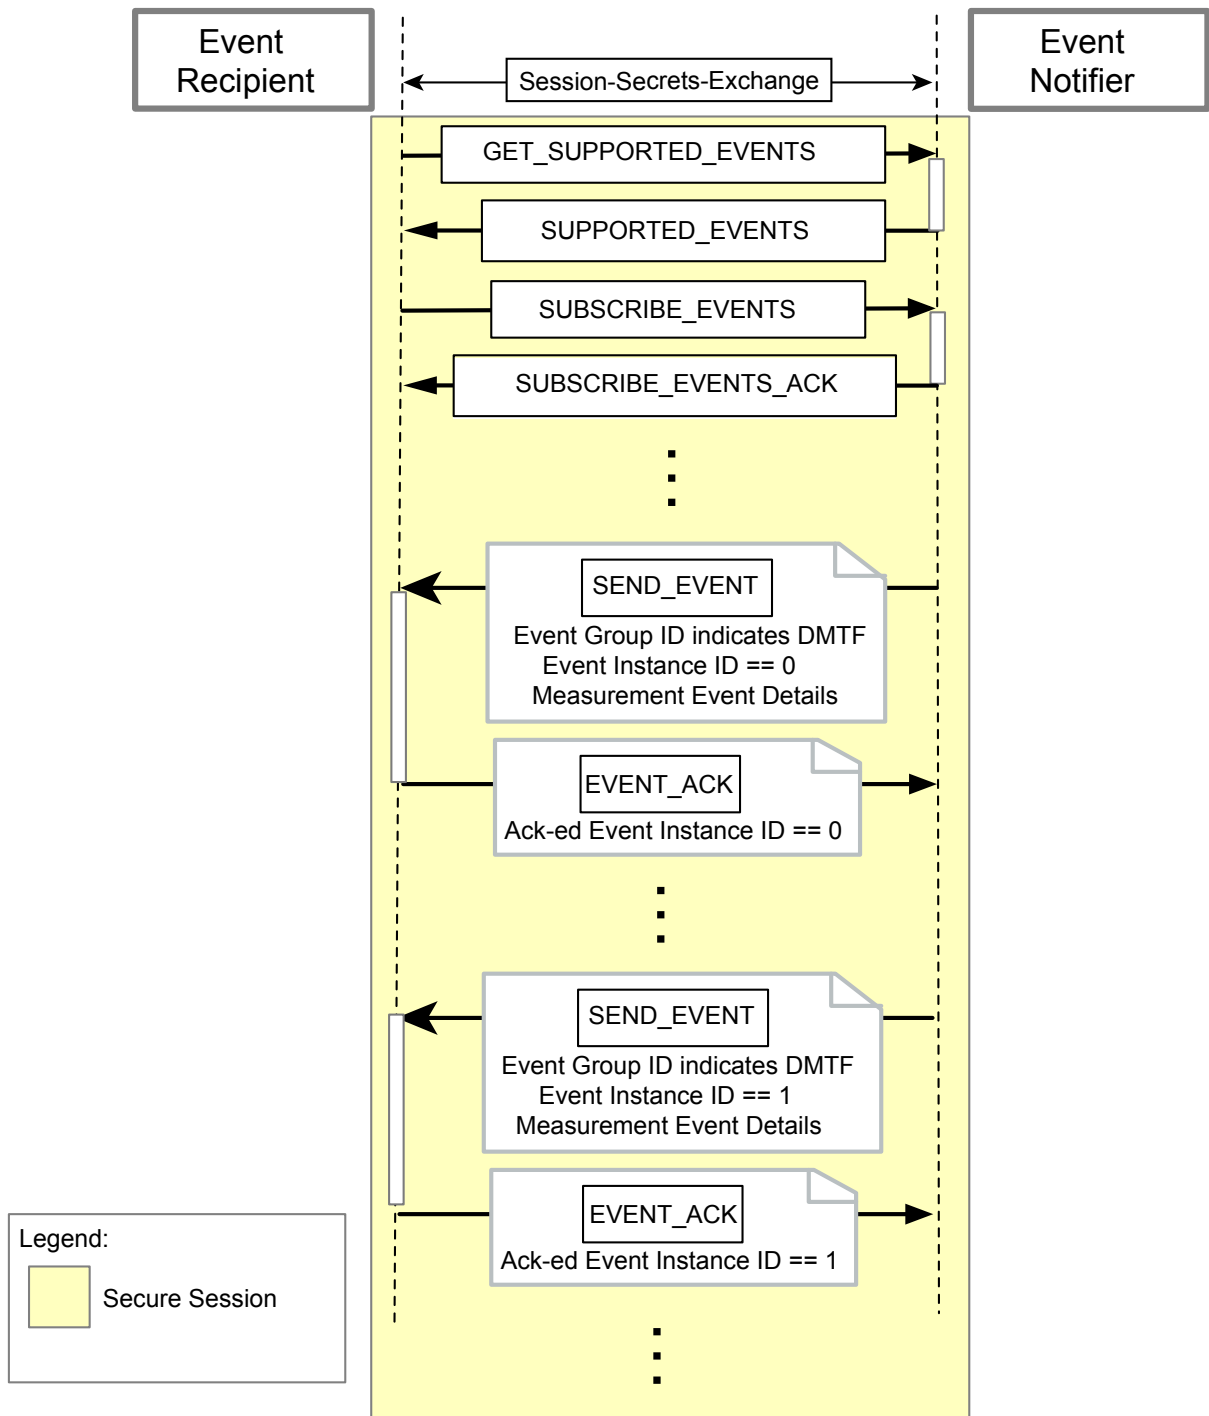 Event
Recipient
Event
Notifier
Session-Secrets-Exchange
GET_SUPPORTED_EVENTS
SUPPORTED_EVENTS
SUBSCRIBE_EVENTS
SUBSCRIBE_EVENTS_ACK
SEND_EVENT
Event Group ID indicates DMTF
Event Instance ID == 0
Measurement Event Details
EVENT_ACK
Ack-ed Event Instance ID == 0
SEND_EVENT
Event Group ID indicates DMTF
Event Instance ID == 1
Measurement Event Details
EVENT_ACK
Ack-ed Event Instance ID == 1
Legend:
Secure Session